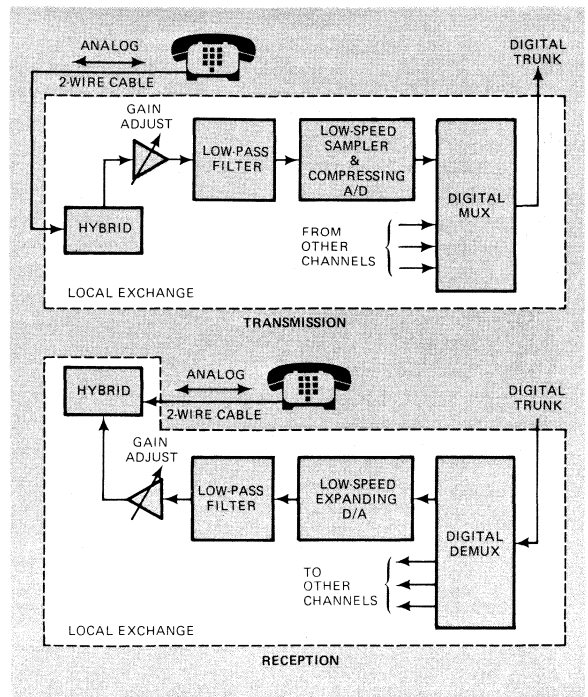 ANALOG
2-WIRE CABLE
DIGITAL
TRUNK
GAIN
ADJUST
LOW-PASS
FILTER
LOW-SPEED
SAMPLER
&
COMPRESSING
A/D
DIGITAL
MUX
HYBRID
FROM
OTHER
CHANNELS
LOCAL EXCHANGE
TRANSMISSION
HYBRID
ANALOG
2-WIRE CABLE
DIGITAL
TRUNK
GAIN
ADJUST
LOW-PASS
FILTER
LOW-SPEED
EXPANDING
D/A
DIGITAL
DEMUX
TO
OTHER
CHANNELS
LOCAL EXCHANGE
RECEPTION